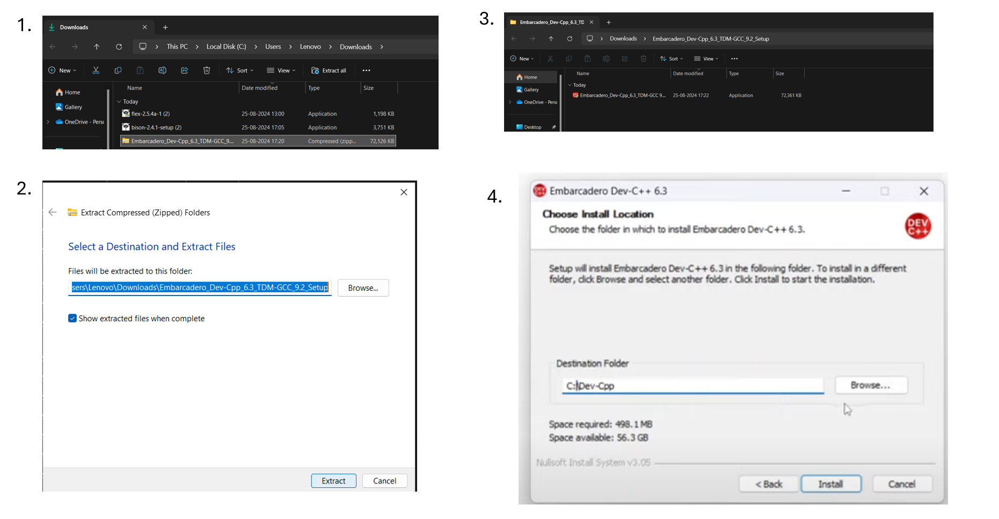 1.
Downloads
This PC > Local Disk (C:) > Users > Lenovo > Downloads >
New Sort View Extract all ...
Name Date modified Type Size
Home
Gallery
OneDrive - Persc
Today
flex-2.5.4a-1 (2) 25-08-2024 13:00 Application 1,198 KB
bison-2.4.1-setup (2) 25-08-2024 17:05 Application 3,751 KB
Embarcadero_Dev-Cpp_6.3_TDM-GCC_9.... 25-08-2024 17:20 Compressed (zipp... 72,126 KB
2.
Extract Compressed (Zipped) Folders
Select a Destination and Extract Files
Files will be extracted to this folder:
sers\Lenovo\Downloads\Embarcadero_Dev-Cpp_6.3_TDM-GCC_9.2_Setup Browse...
Show extracted files when complete
Extract Cancel
3.
Embarcadero_Dev-Cpp_6.3_TD
> Downloads > Embarcadero_Dev-Cpp_6.3_TDM-GCC_9.2_Setup
New Sort View ...
Name Date modified Type Size
Home
Gallery
OneDrive - Persc
Desktop
Today
Embarcadero_Dev-Cpp_6.3_TDM-GCC 9.... 25-08-2024 17:22 Application 72,361 KB
4.
DEV C++ Embarcadero Dev-C++ 6.3
Choose Install Location
Choose the folder in which to install Embarcadero Dev-C++ 6.3.
DEV
C++
Setup will install Embarcadero Dev-C++ 6.3 in the following folder. To install in a different
folder, click Browse and select another folder. Click Install to start the installation.
Destination Folder
C:\Dev-Cpp Browse...
Space required: 498.1 MB
Space available: 56.3 GB
Nullsoft Install System v3.05
< Back Install Cancel